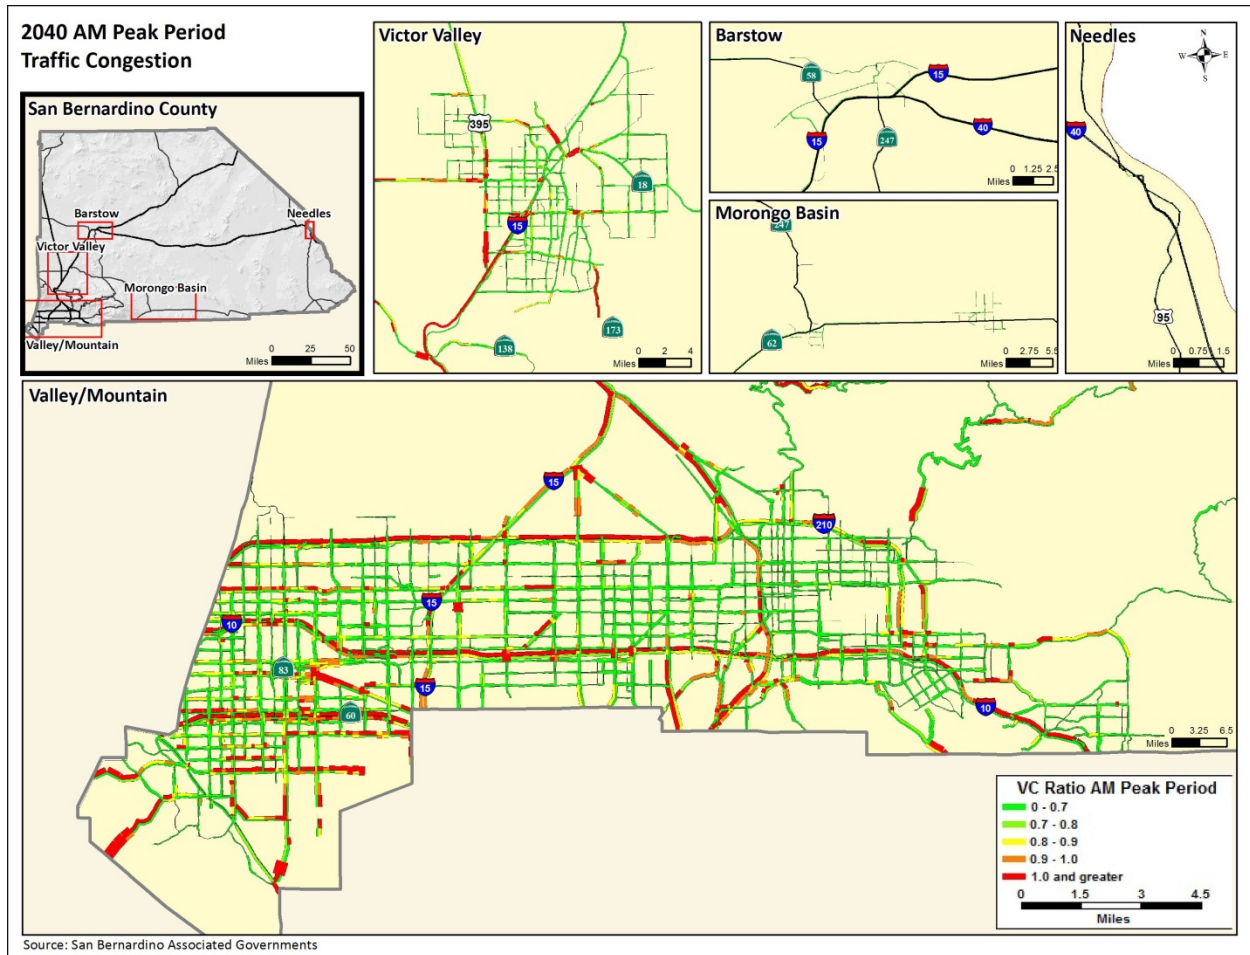 2040 AM Peak Period
Traffic Congestion
San Bernardino County
Barstow
Needles
Victor Valley
Morongo Basin
Valley/Mountain
0 25 50
Miles
Victor Valley
395
18
15
173
138
0 2 4
Miles
Barstow
58
15
40
15
247
0 1.25 2.5
Miles
Morongo Basin
247
62
0 2.75 5.5
Miles
Needles
N
W E
S
40
95
0 0.75 1.5
Miles
Valley/Mountain
15
210
15
10
83
15
60
10
0 3.25 6.5
Miles
VC Ratio AM Peak Period
0 - 0.7
0.7 - 0.8
0.8 - 0.9
0.9 - 1.0
1.0 and greater
0 1.5 3 4.5
Miles
Source: San Bernardino Associated Governments